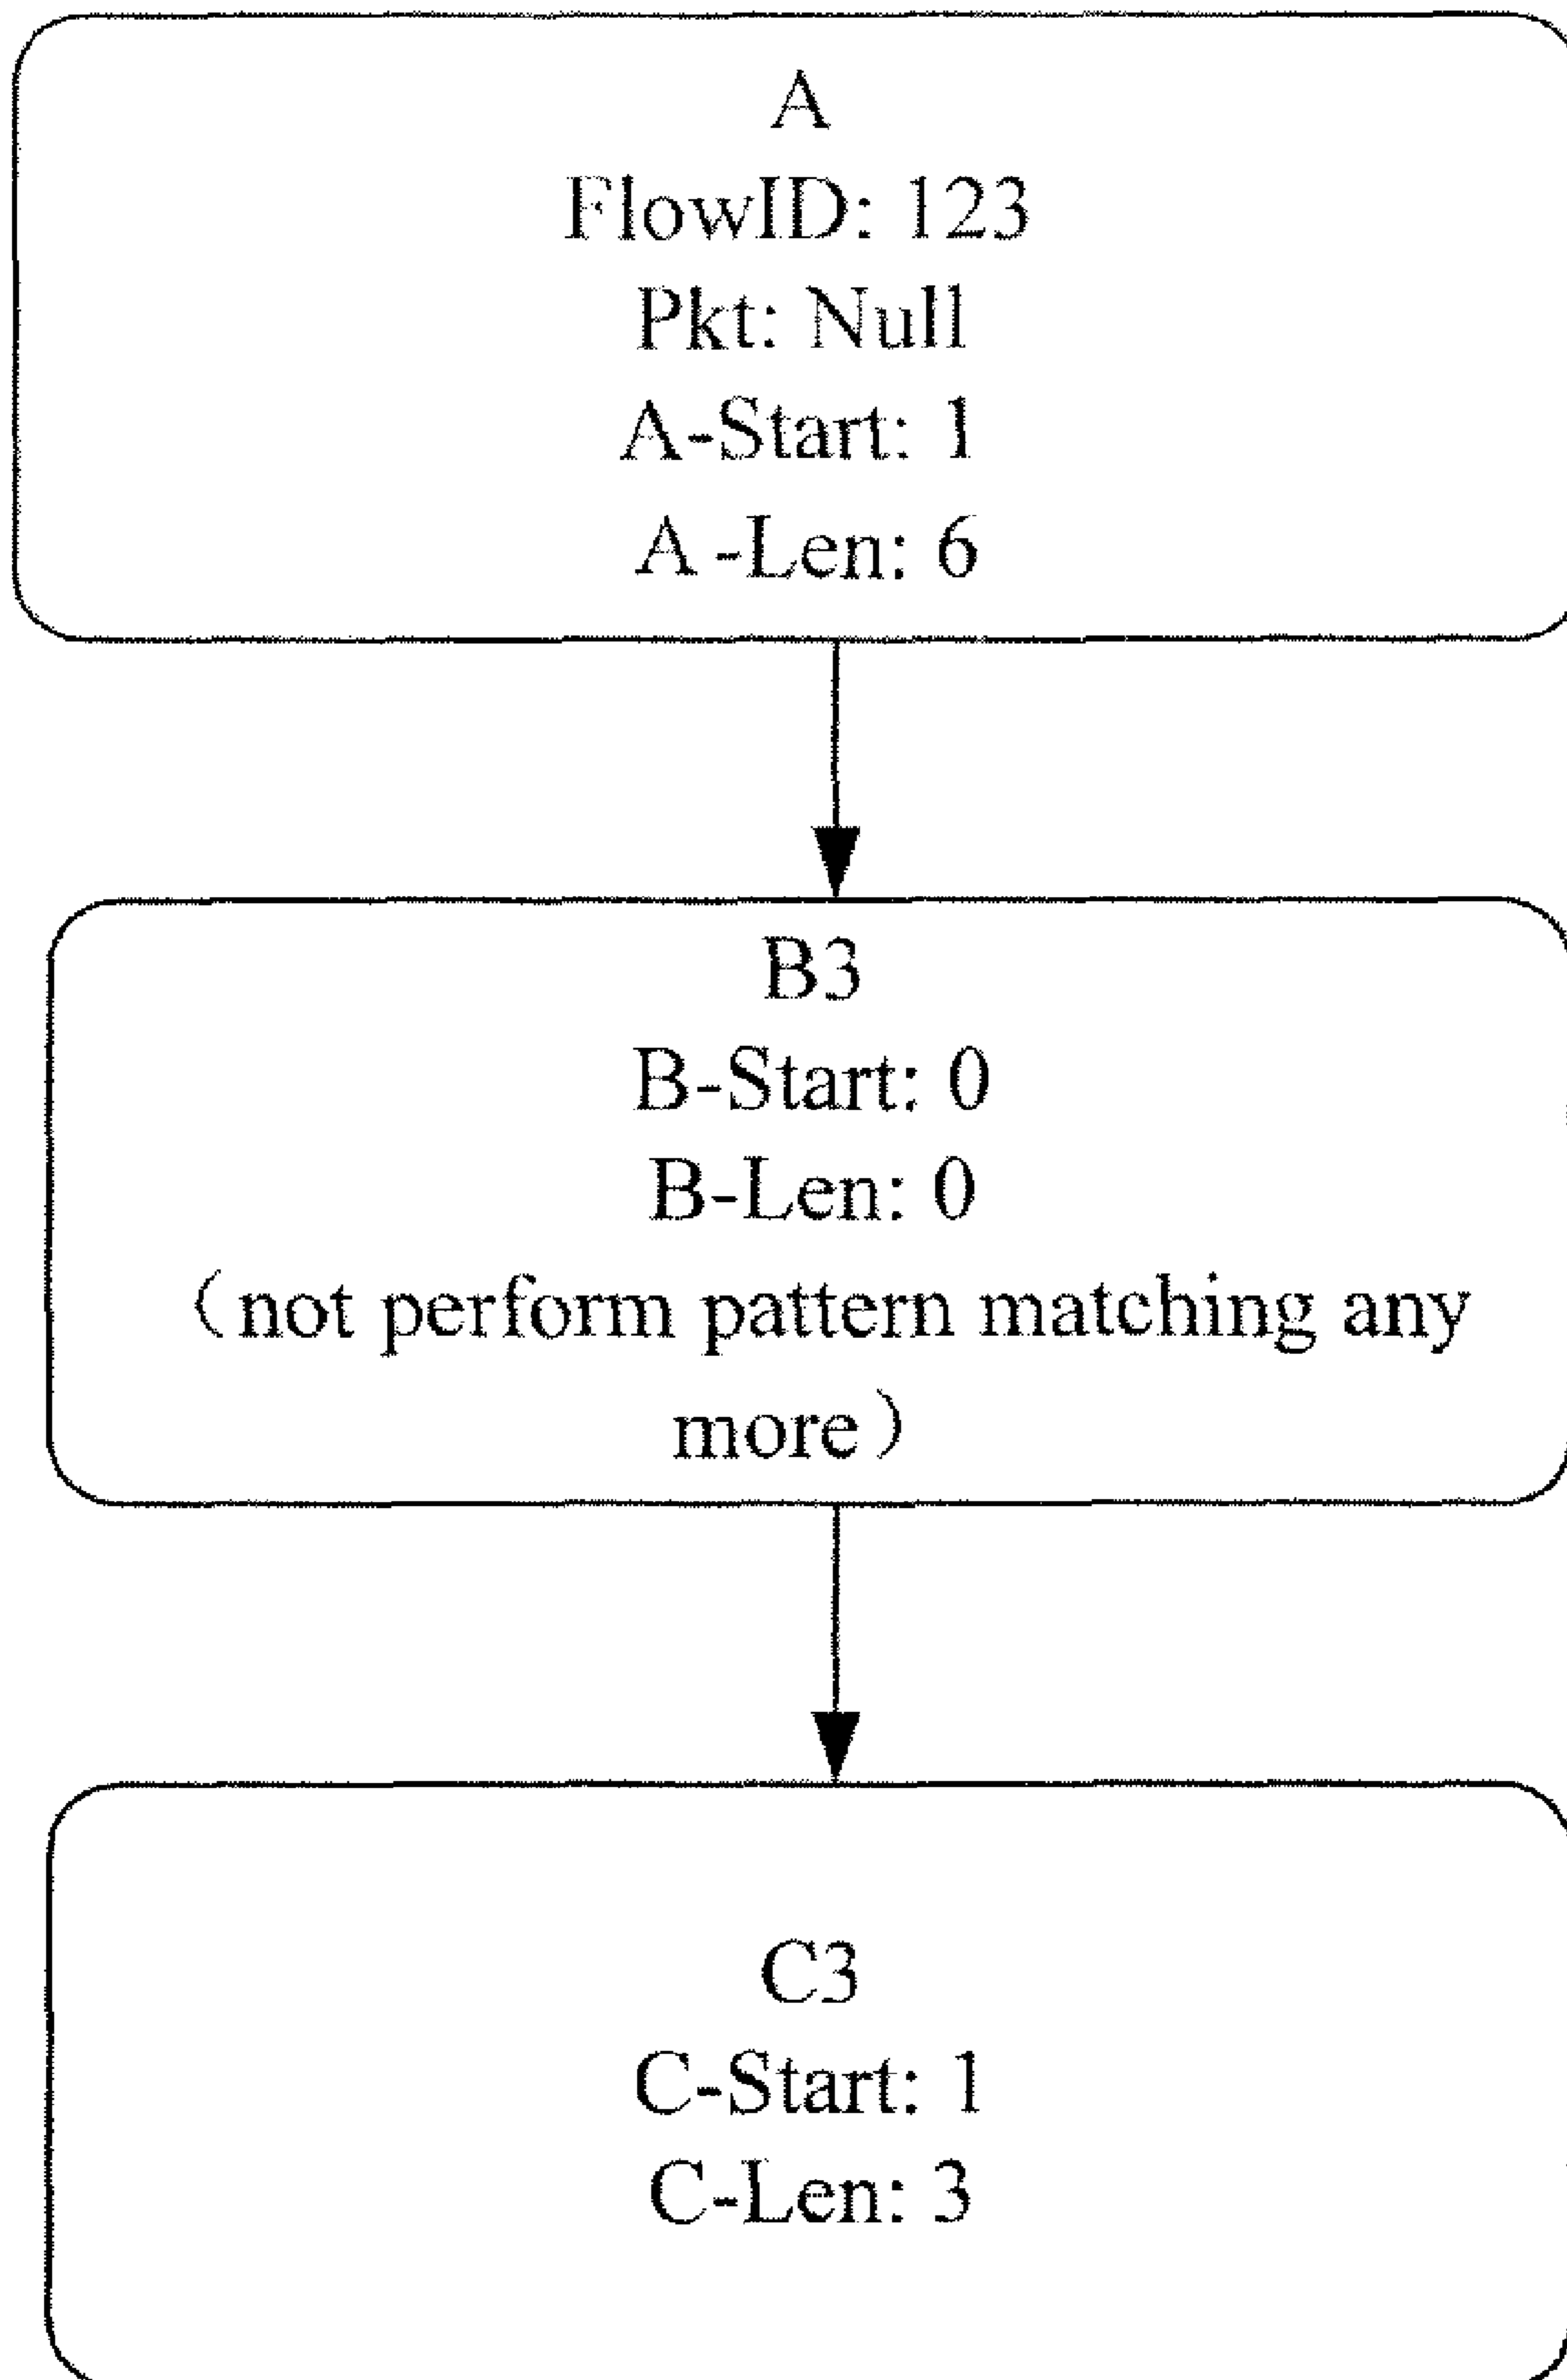 A
FlowID: 123
Pkt: Null
A-Start: 1
A -Len: 6
B3
B-Start: 0
B-Len: 0
（not perform pattern matching any
more）
C3
C-Start: 1
C-Len: 3